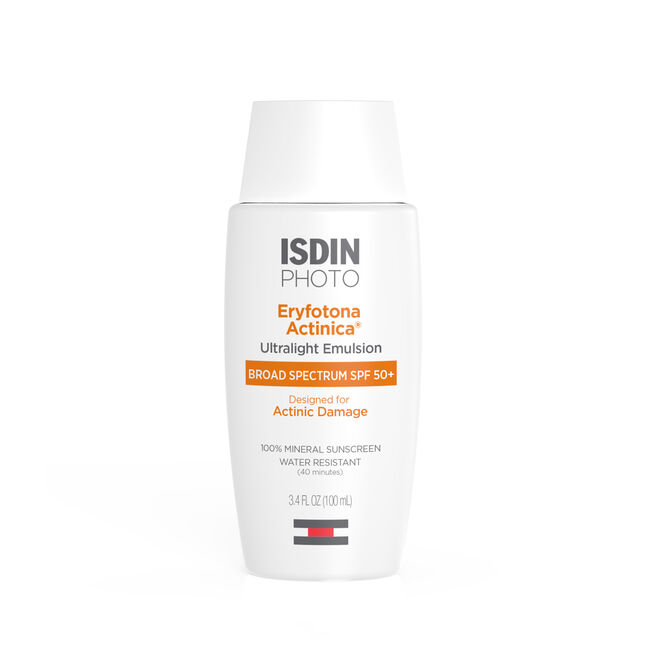 ISDIN
PHOTO
Eryfotona
Actinica®
Ultralight Emulsion
BROAD SPECTRUM SPF 50+
Designed for
Actinic Damage
100% MINERAL SUNSCREEN
WATER RESISTANT
(40 minutes).
3.4 FL OZ (100 mL)